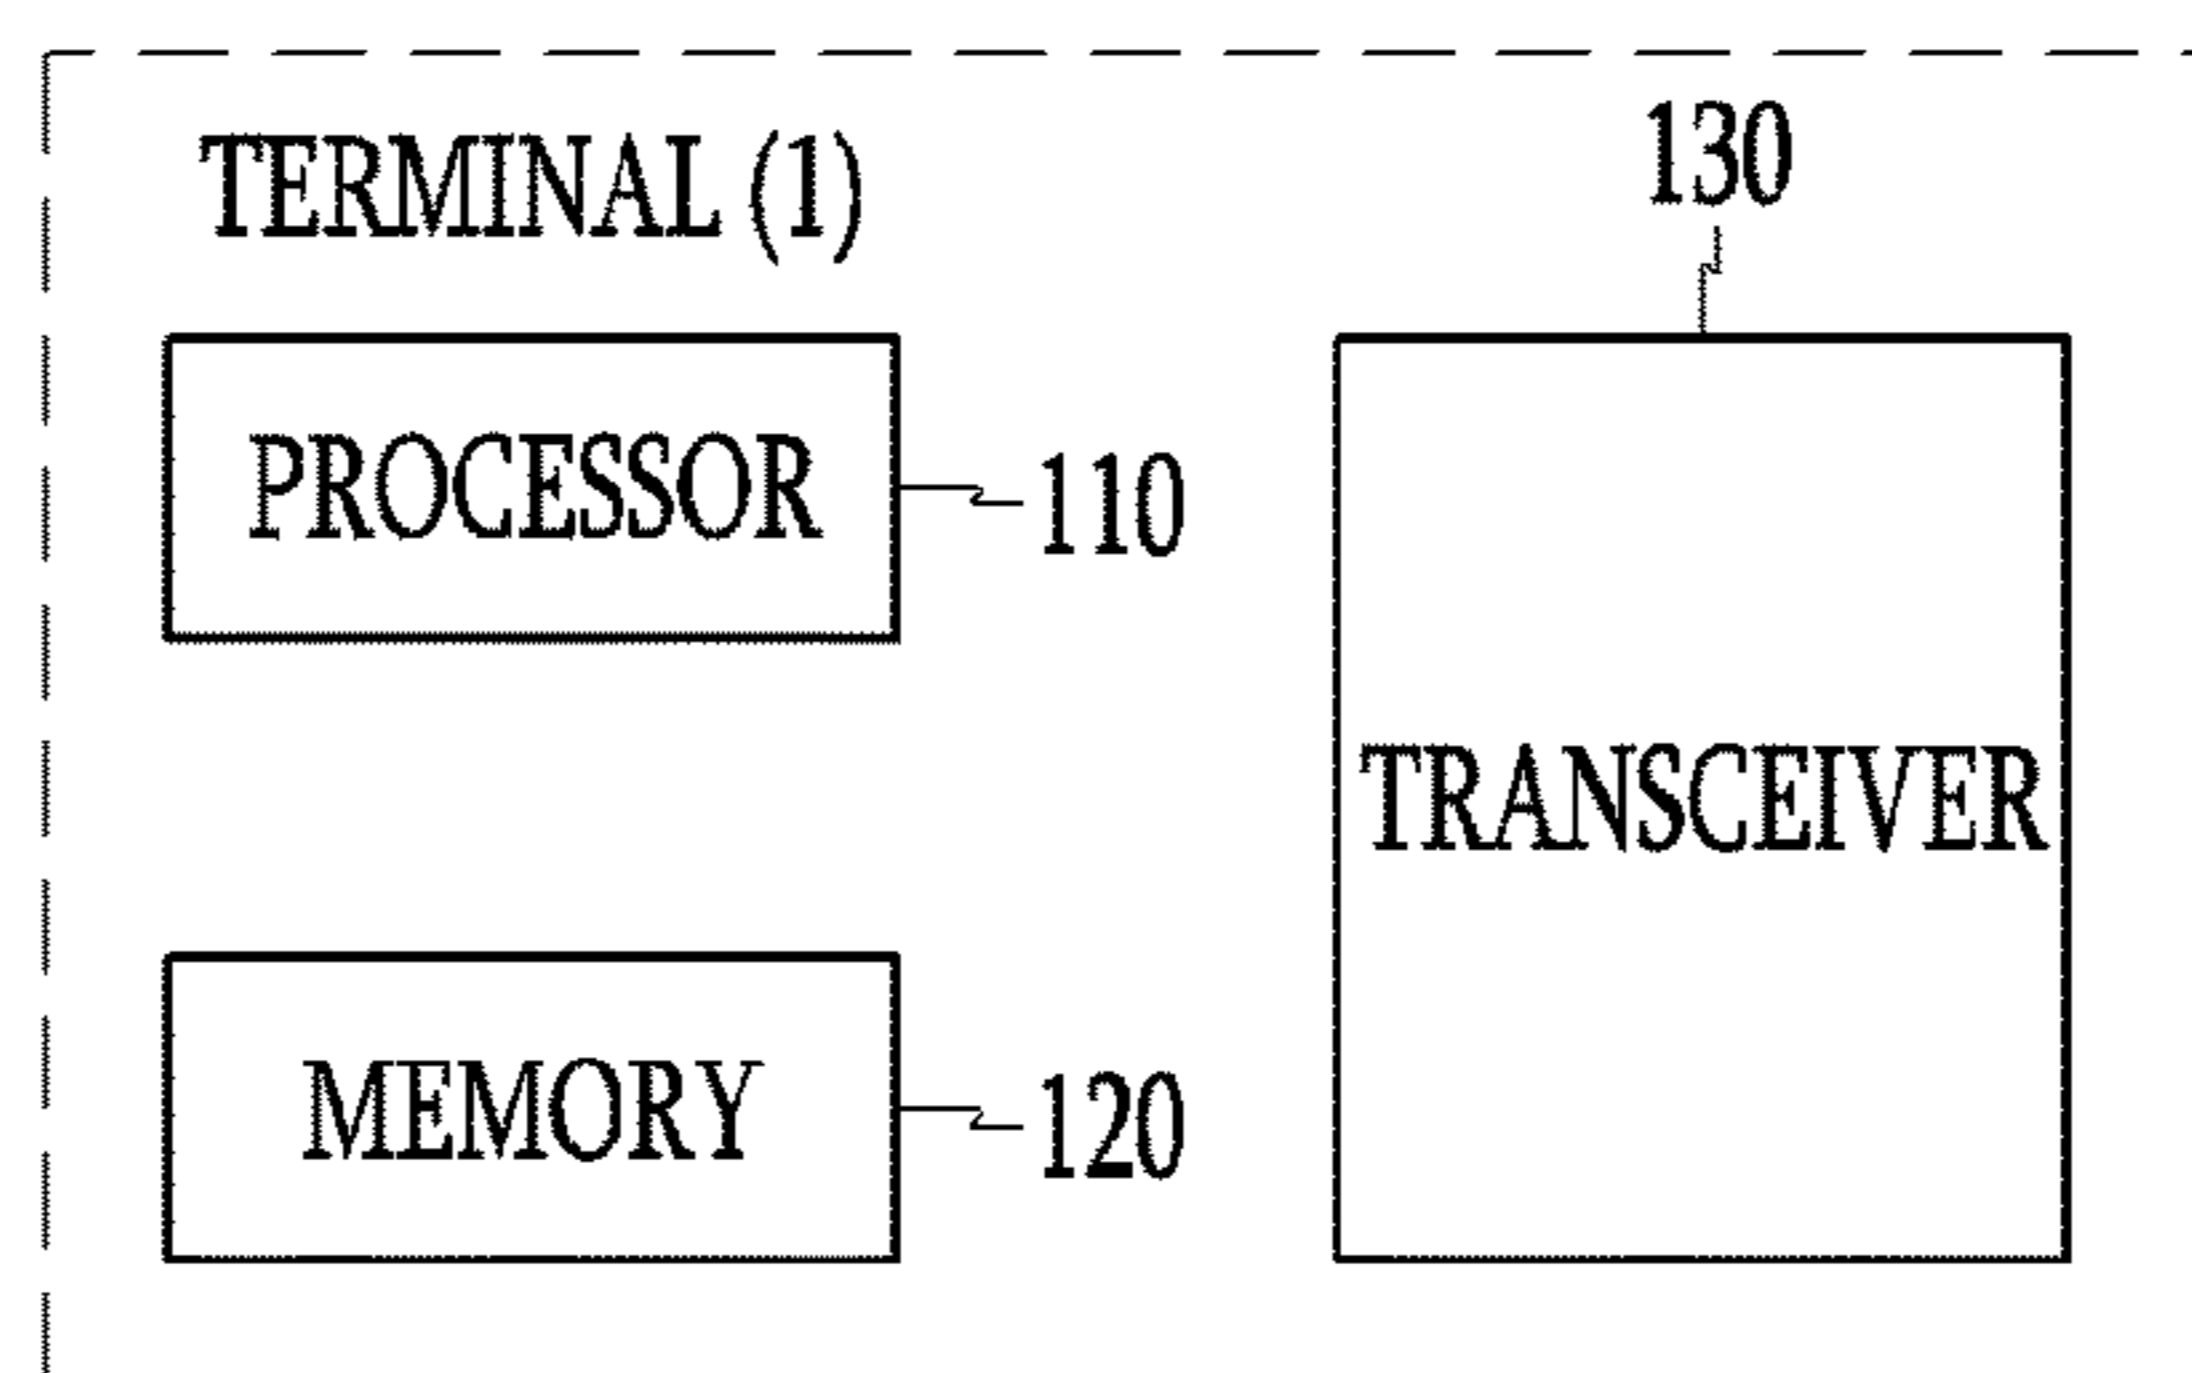 TERMINAL (1)
130
PROCESSOR
110
TRANSCEIVER
MEMORY
120